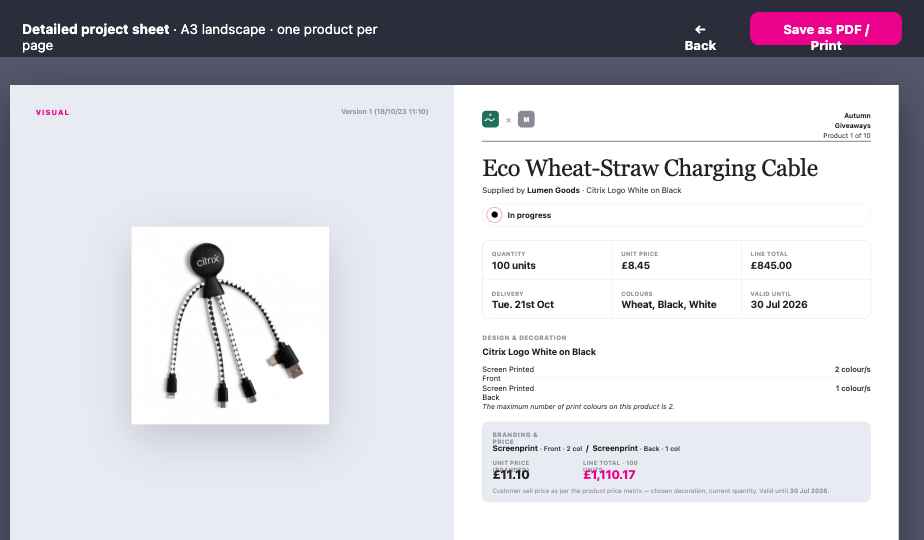 Detailed project sheet · A3 landscape · one product per
page
← 
Back
Save as PDF /
Print
VISUAL
Version 1 (18/10/23 11:10)
citrix
× M
Autumn
Giveaways
Product 1 of 10
Eco Wheat-Straw Charging Cable
Supplied by Lumen Goods · Citrix Logo White on Black
In progress
QUANTITY
100 units
UNIT PRICE
£8.45
LINE TOTAL
£845.00
DELIVERY
Tue. 21st Oct
COLOURS
Wheat, Black, White
VALID UNTIL
30 Jul 2026
DESIGN & DECORATION
Citrix Logo White on Black
Screen Printed
Front
2 colour/s
Screen Printed
Back
1 colour/s
The maximum number of print colours on this product is 2.
BRANDING &
PRICE
Screenprint · Front · 2 col / Screenprint · Back · 1 col
UNIT PRICE
£11.10
LINE TOTAL · 100
£1,110.17
Customer sell price as per the product price metrix — chosen decoration, current quantity. Valid until 30 Jul 2026.